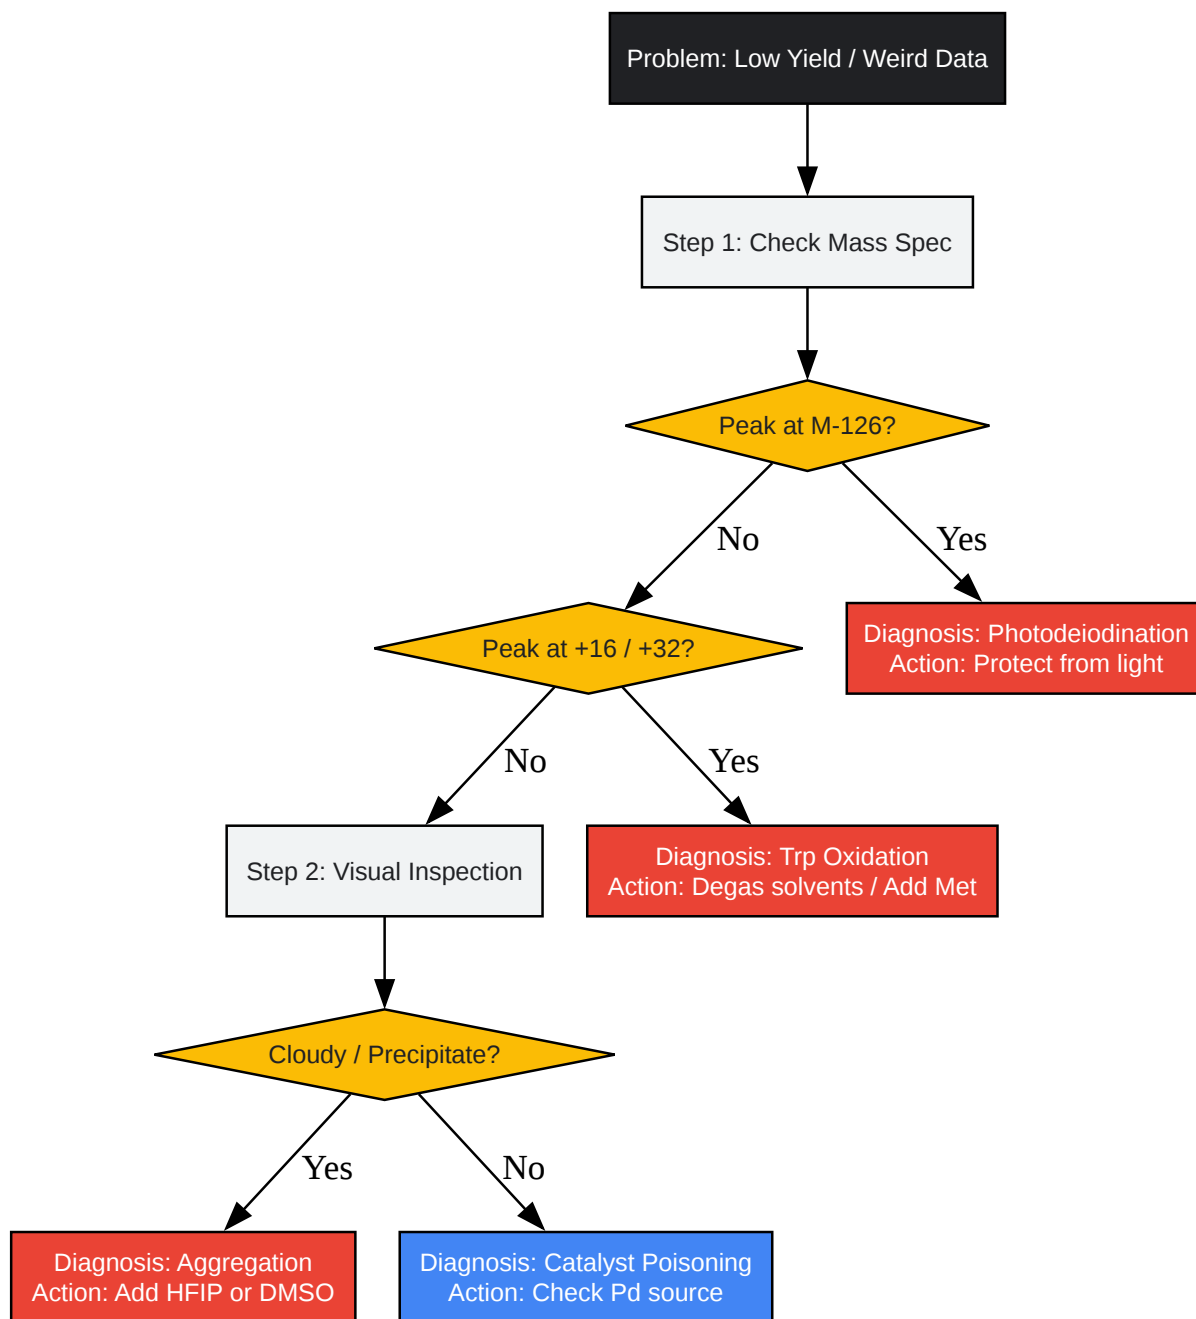 Problem: Low Yield / Weird Data
Step 1: Check Mass Spec
Peak at M-126?
No
Yes
Diagnosis: Photodeiodination
Action: Protect from light
Peak at +16 / +32?
No
Yes
Step 2: Visual Inspection
Diagnosis: Trp Oxidation
Action: Degas solvents / Add Met
Cloudy / Precipitate?
Yes
No
Diagnosis: Aggregation
Action: Add HFIP or DMSO
Diagnosis: Catalyst Poisoning
Action: Check Pd source